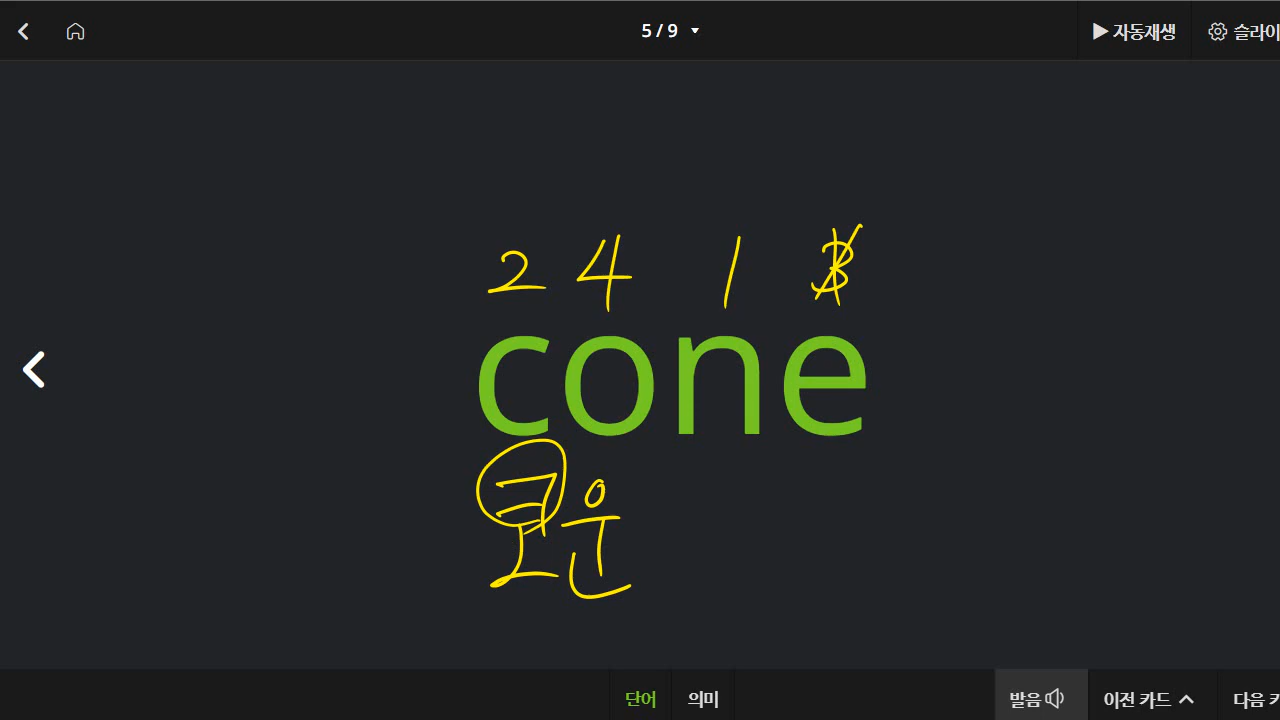 5 / 9
자동재생
슬라이
2 4 1 3
cone
코운
단어
의미
발음
이전 카드
다음 카